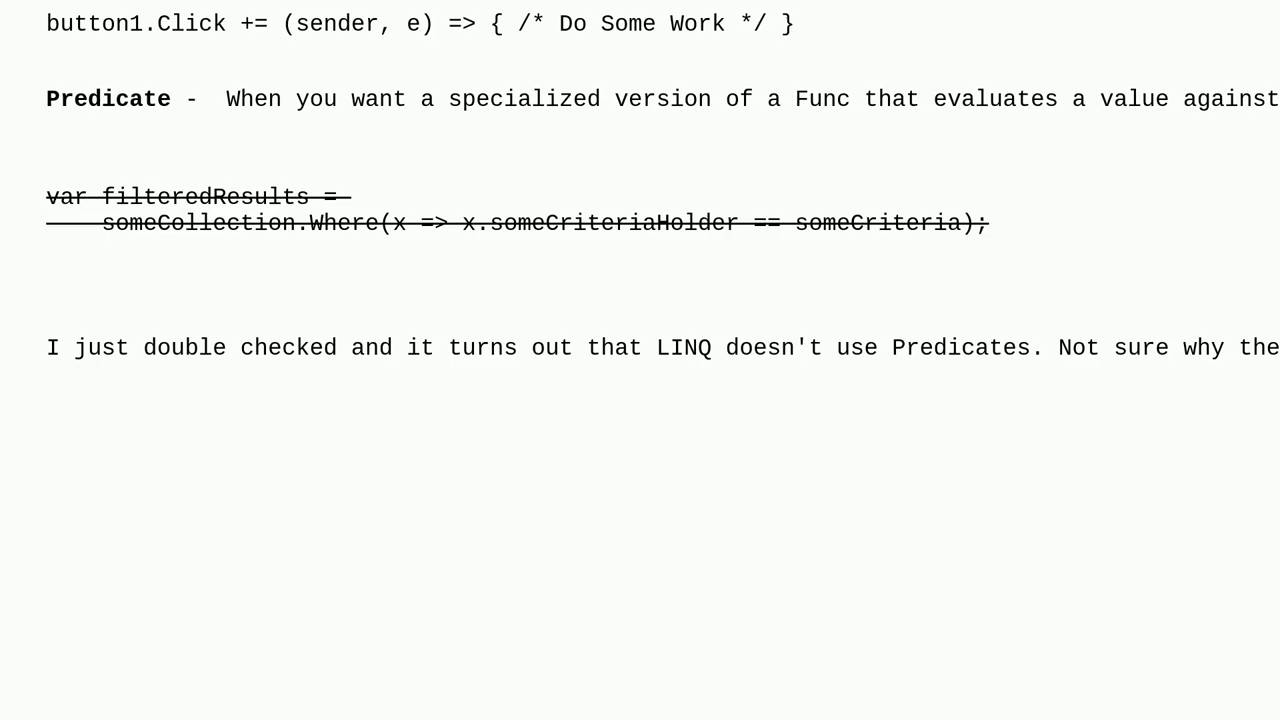 button1.Click += (sender, e) => { /* Do Some Work */ }
Predicate -  When you want a specialized version of a Func that evaluates a value against
var filteredResults =
    someCollection.Where(x => x.someCriteriaHolder == someCriteria);
I just double checked and it turns out that LINQ doesn't use Predicates. Not sure why the